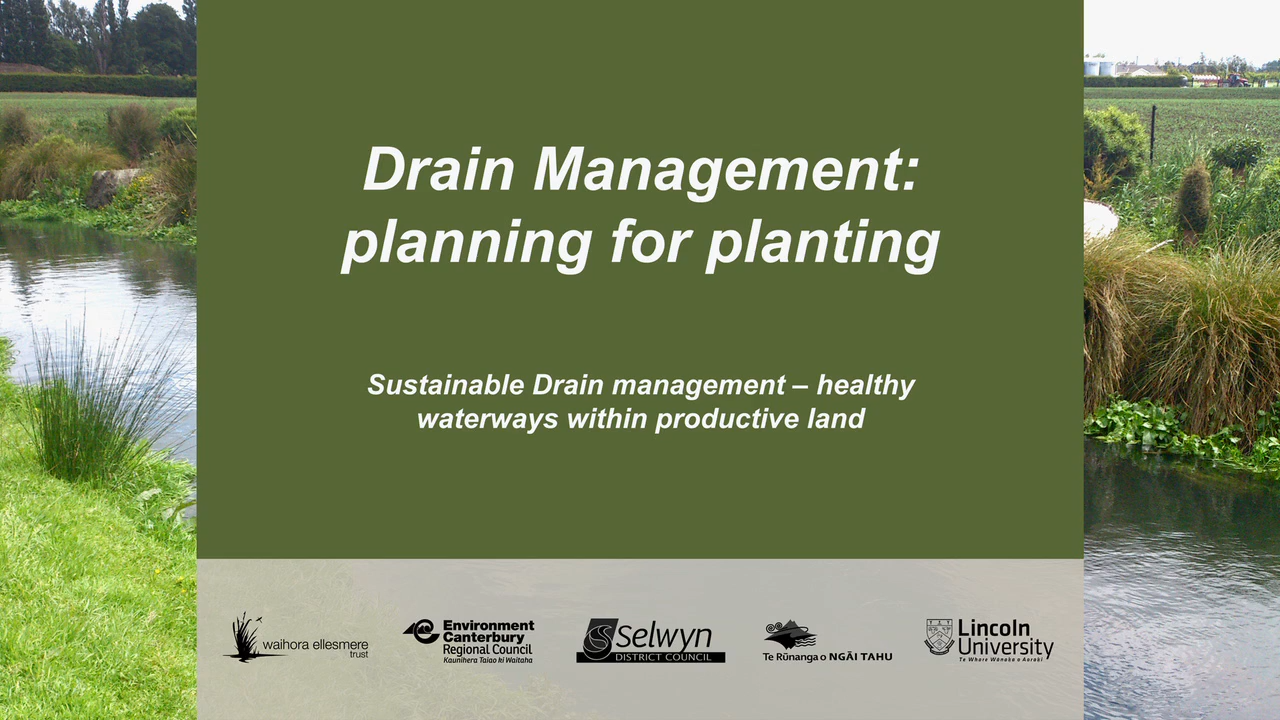 Drain Management:
planning for planting
Sustainable Drain management – healthy
waterways within productive land
waihora ellesmere
trust
Environment
Canterbury
Regional Council
Kaunihera Taiao ki Waitaha
Selwyn
DISTRICT COUNCIL
Te Rūnanga o NGĀI TAHU
Lincoln
University
Te Whare Wānaka o Aoraki